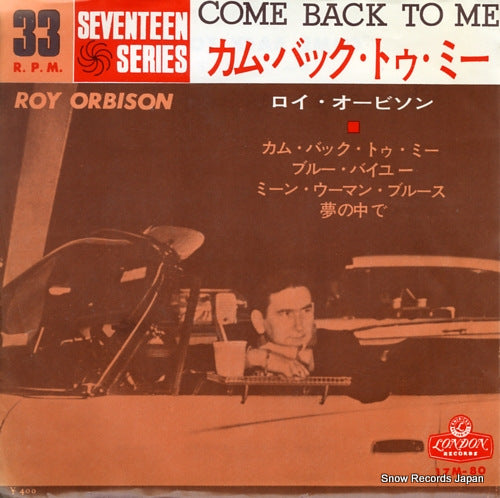 33
R.P.M.
SEVENTEEN
SERIES
COME BACK TO ME
カム・バック・トゥ・ミー
ROY ORBISON
ロイ・オービソン
カム・バック・トゥ・ミー
ブルー・バイユー
ミーン・ウーマン・ブルース
夢の中で
LONDON
RECORDS
17M-80
¥400
Snow Records Japan